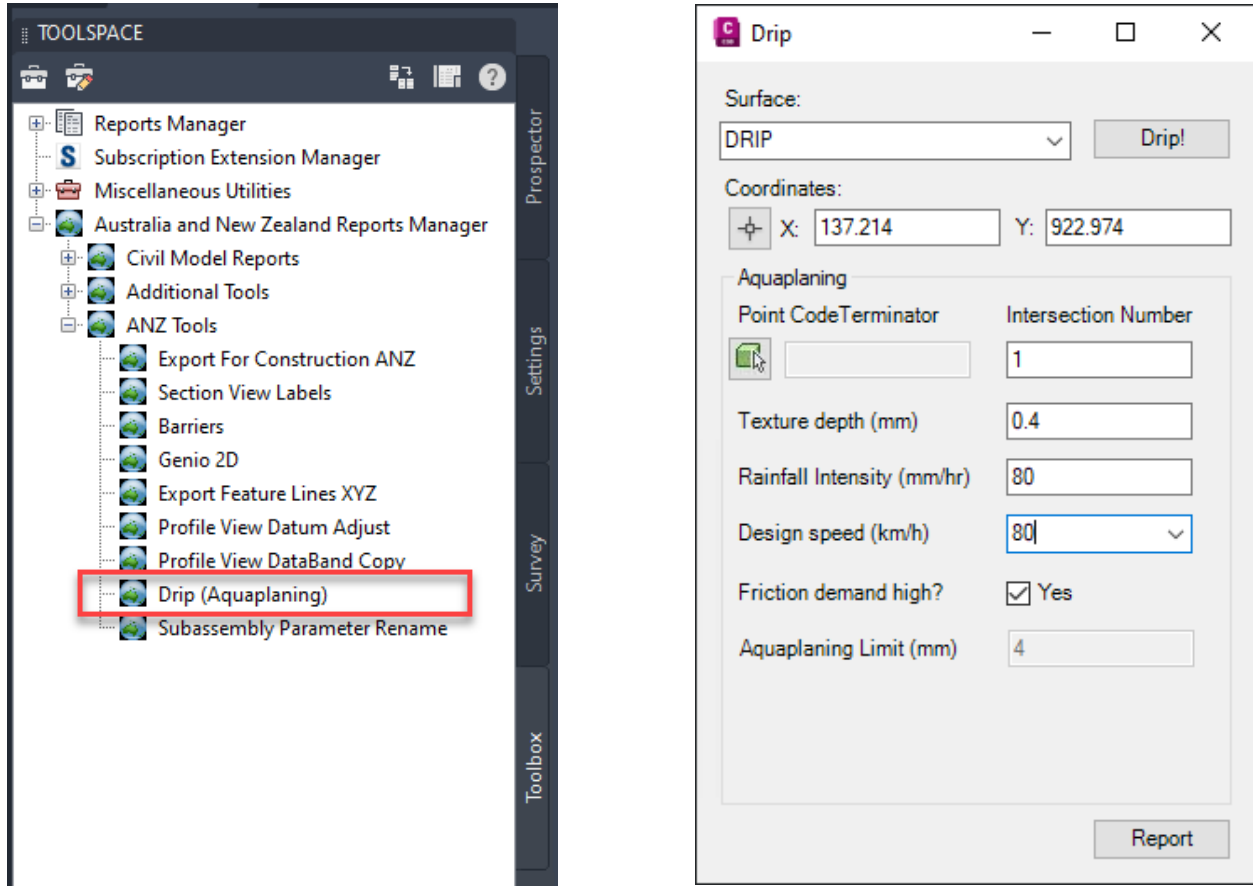 TOOLSPACE
Reports Manager
Subscription Extension Manager
Miscellaneous Utilities
Australia and New Zealand Reports Manager
Civil Model Reports
Additional Tools
ANZ Tools
Export For Construction ANZ
Section View Labels
Barriers
Genio 2D
Export Feature Lines XYZ
Profile View Datum Adjust
Profile View DataBand Copy
Drip (Aquaplaning)
Subassembly Parameter Rename
Prospector
Settings
Survey
Toolbox
Drip
Surface:
DRIP Drip!
Coordinates:
X: 137.214 Y: 922.974
Aquaplaning
Point CodeTerminator Intersection Number
1
Texture depth (mm) 0.4
Rainfall Intensity (mm/hr) 80
Design speed (km/h) 80
Friction demand high? Yes
Aquaplaning Limit (mm) 4
Report